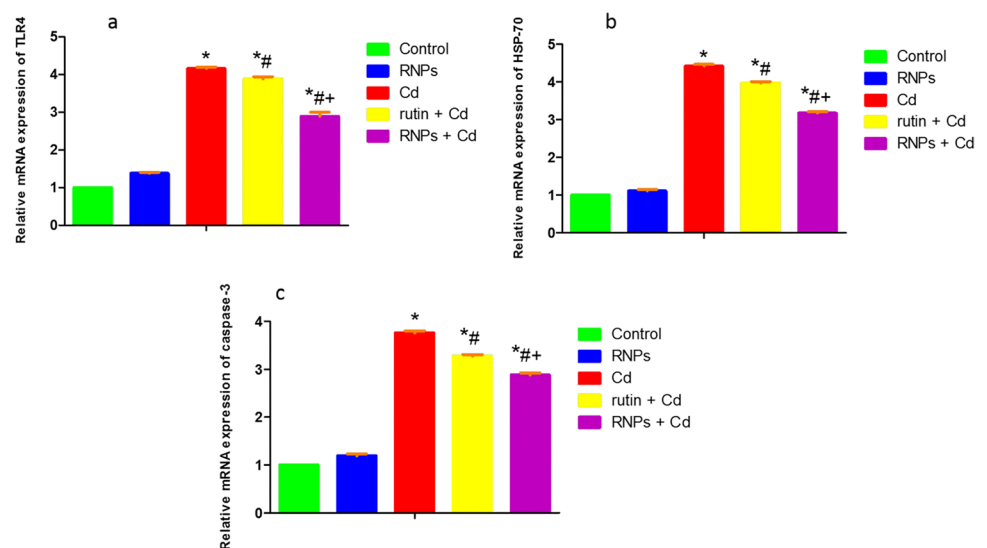 a
Relative mRNA expression of TLR4
5
4
3
2
1
0
*
*#
*#+
Control
RNPs
Cd
rutin + Cd
RNPs + Cd
b
Relative mRNA expression of HSP-70
5
4
3
2
1
0
*
*#
*#+
Control
RNPs
Cd
rutin + Cd
RNPs + Cd
c
Relative mRNA expression of caspase-3
4
3
2
1
0
*
*#
*#+
Control
RNPs
Cd
rutin + Cd
RNPs + Cd